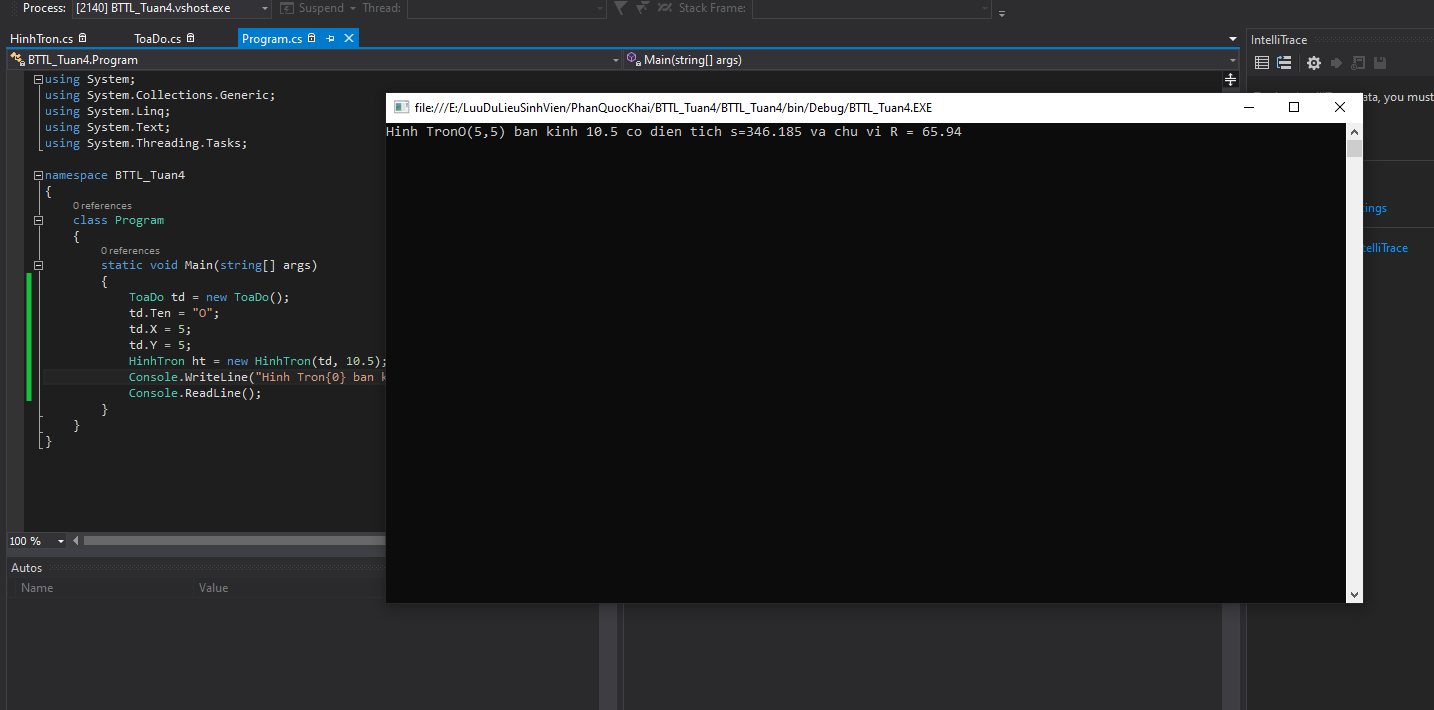 Process: [2140] BTTL_Tuan4.vshost.exe Suspend Thread: Stack Frame:
HinhTron.cs ToaDo.cs Program.cs
IntelliTrace
BTTL_Tuan4.Program Main(string[] args)
using System;
using System.Collections.Generic;
using System.Linq;
using System.Text;
using System.Threading.Tasks;
namespace BTTL_Tuan4
{
0 references
class Program
{
0 references
static void Main(string[] args)
{
ToaDo td = new ToaDo();
td.Ten = "O";
td.X = 5;
td.Y = 5;
HinhTron ht = new HinhTron(td, 10.5);
Console.WriteLine("Hinh Tron{0} ban k
Console.ReadLine();
}
}
}
100 %
Autos
Name Value
file:///E:/LuuDuLieuSinhVien/PhanQuocKhai/BTTL_Tuan4/BTTL_Tuan4/bin/Debug/BTTL_Tuan4.EXE
Hinh TronO(5,5) ban kinh 10.5 co dien tich s=346.185 va chu vi R = 65.94
ata, you must
ings
elliTrace